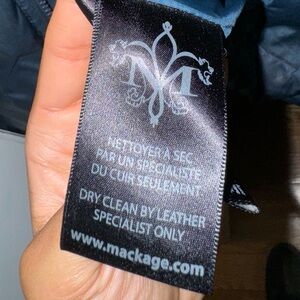 M
NETTOYER À SEC
PAR UN SPÉCIALISTE
DU CUIR SEULEMENT
DRY CLEAN BY LEATHER
SPECIALIST ONLY
www.mackage.com